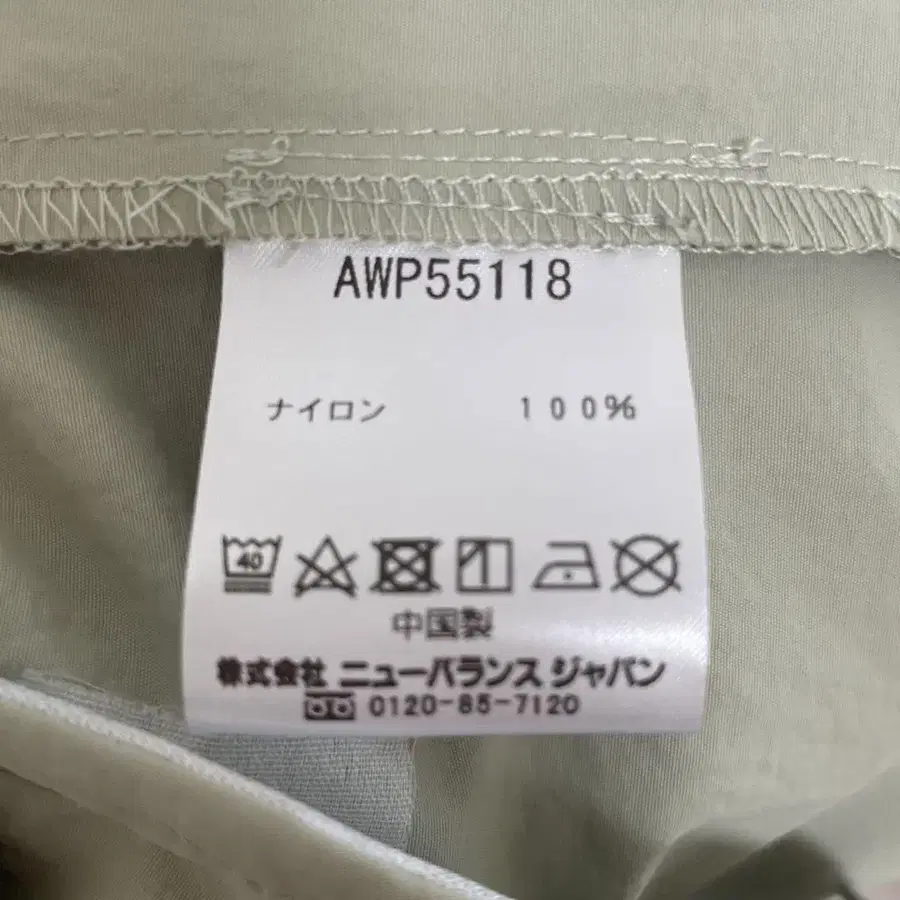 AWP55118
ナイロン 100%
40
中国製
株式会社 ニューバランス ジャパン
0120-85-7120